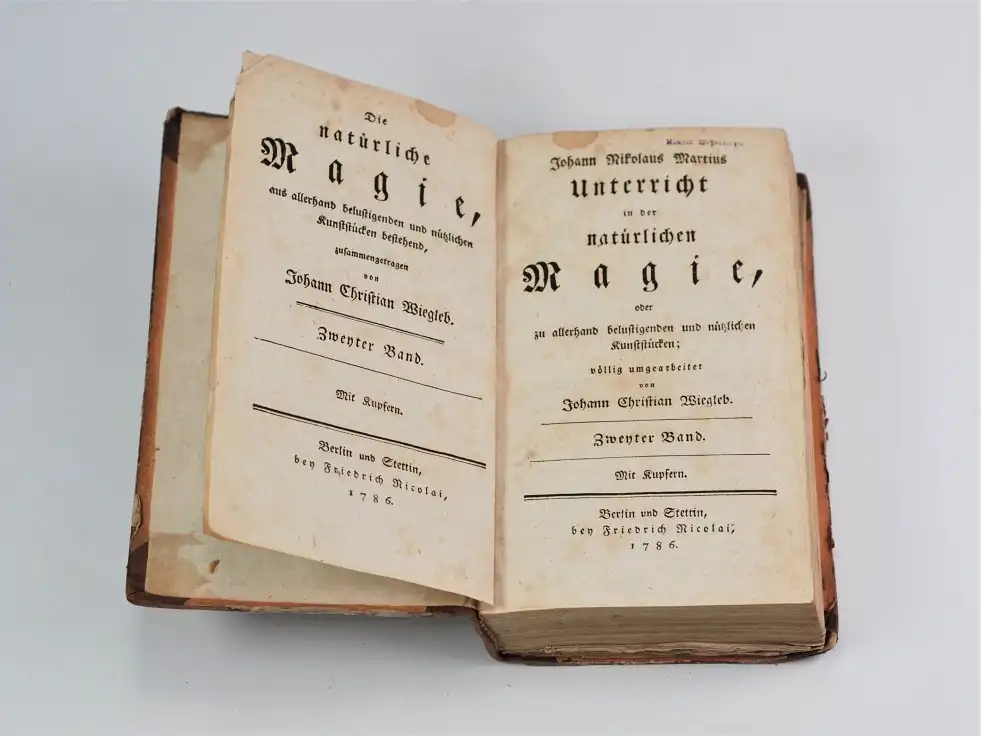 Die
natürliche
Magie,
aus allerhand belustigenden und nützlichen
Kunststücken bestehend,
zusammengetragen
von
Johann Christian Wiegleb.
Zweyter Band.
Mit Kupfern.
Berlin und Stettin,
bey Friedrich Nicolai,
1786.
Johann Nikolaus Martius
Unterricht
in der
natürlichen
Magie,
oder
zu allerhand belustigenden und nützlichen
Kunststücken;
völlig umgearbeitet
von
Johann Christian Wiegleb.
Zweyter Band.
Mit Kupfern.
Berlin und Stettin,
bey Friedrich Nicolai,
1786.